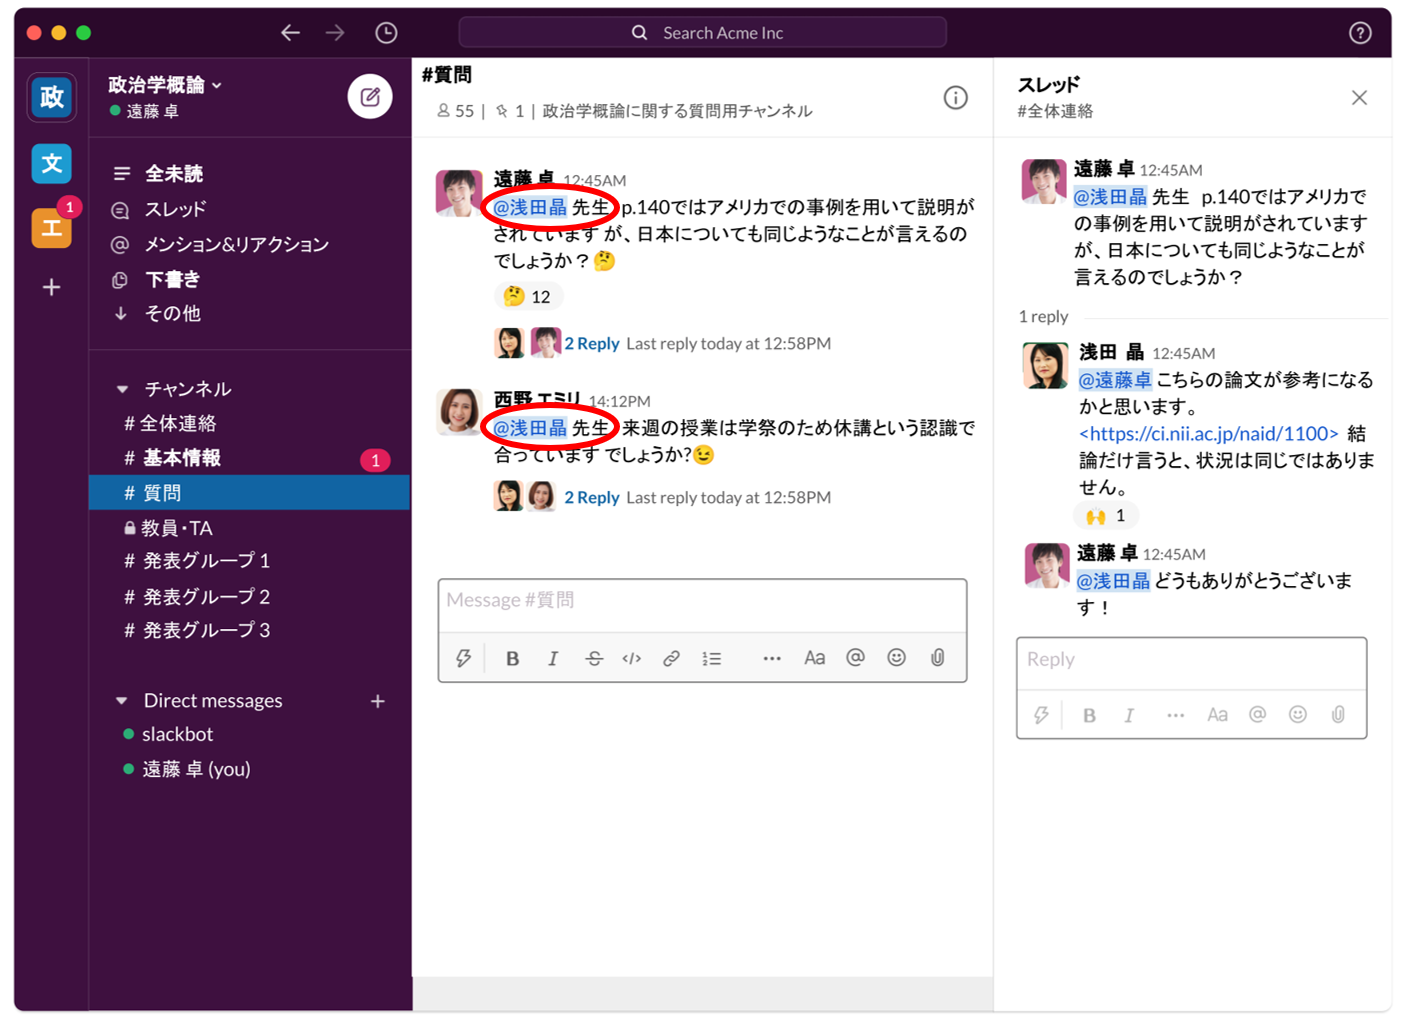 Search Acme Inc
政
文
エ
1
政治学概論
遠藤 卓
全未読
スレッド
@ メンション&リアクション
下書き
その他
チャンネル
# 全体連絡
# 基本情報
1
# 質問
教員・TA
# 発表グループ 1
# 発表グループ 2
# 発表グループ 3
Direct messages
slackbot
遠藤 卓 (you)
#質問
55 | 1 | 政治学概論に関する質問用チャンネル
遠藤 卓 12:45AM
@浅田晶 先生 p.140ではアメリカでの事例を用いて説明が
されています が、日本についても同じようなことが言えるの
でしょうか？🤔
🤔 12
2 Reply Last reply today at 12:58PM
西野 エミリ 14:12PM
@浅田晶 先生 来週の授業は学祭のため休講という認識で
合っています でしょうか?😉
2 Reply Last reply today at 12:58PM
Message #質問
B I S </> Aa @
スレッド
#全体連絡
遠藤 卓 12:45AM
@浅田晶 先生 p.140ではアメリカで
の事例を用いて説明がされています
が、日本についても同じようなことが
言えるのでしょうか？
1 reply
浅田 晶 12:45AM
@遠藤卓 こちらの論文が参考になる
かと思います。
<https://ci.nii.ac.jp/naid/1100> 結
論だけ言うと、状況は同じではありま
せん。
🙌 1
遠藤 卓 12:45AM
@浅田晶 どうもありがとうございま
す！
Reply
B I Aa @